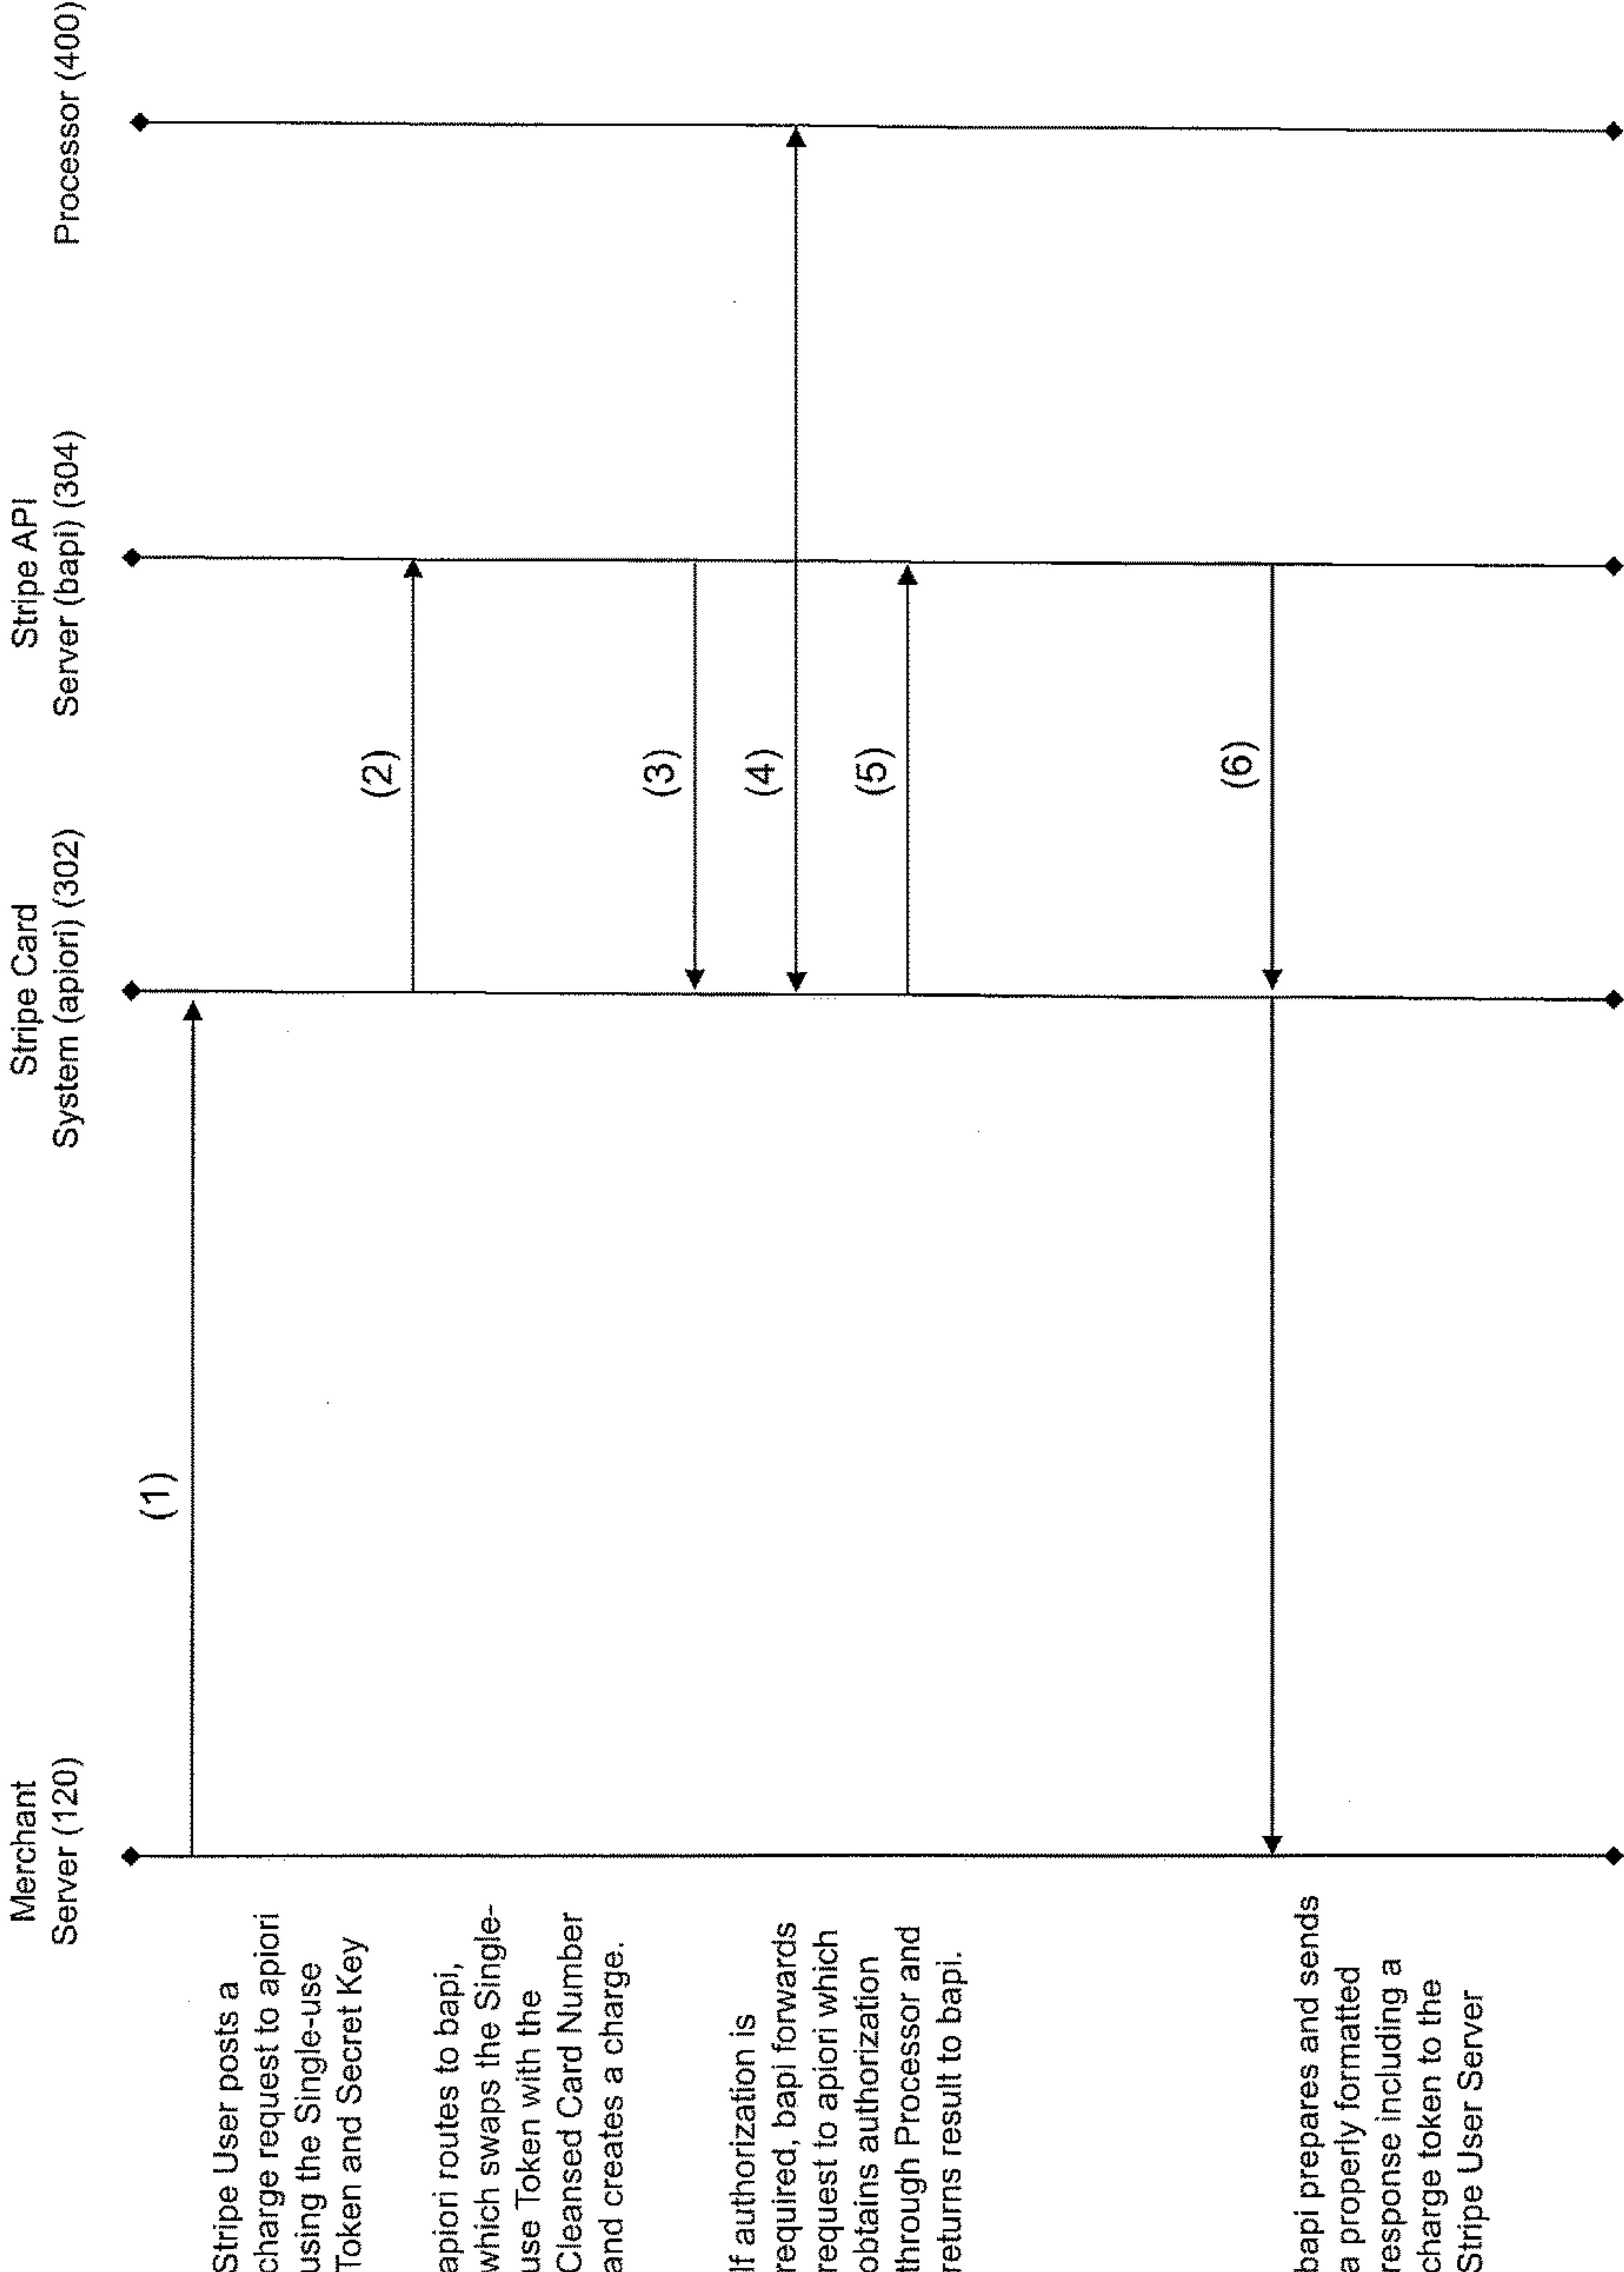 Merchant
Server (120)
Stripe Card
System (apiori) (302)
Stripe API
Server (bapi) (304)
Processor (400)
Stripe User posts a
charge request to apiori
using the Single-use
Token and Secret Key
(1)
apiori routes to bapi,
which swaps the Single-
use Token with the
Cleansed Card Number
and creates a charge.
(2)
(3)
If authorization is
required, bapi forwards
request to apiori which
obtains authorization
through Processor and
returns result to bapi.
(4)
(5)
(6)
bapi prepares and sends
a properly formatted
response including a
charge token to the
Stripe User Server